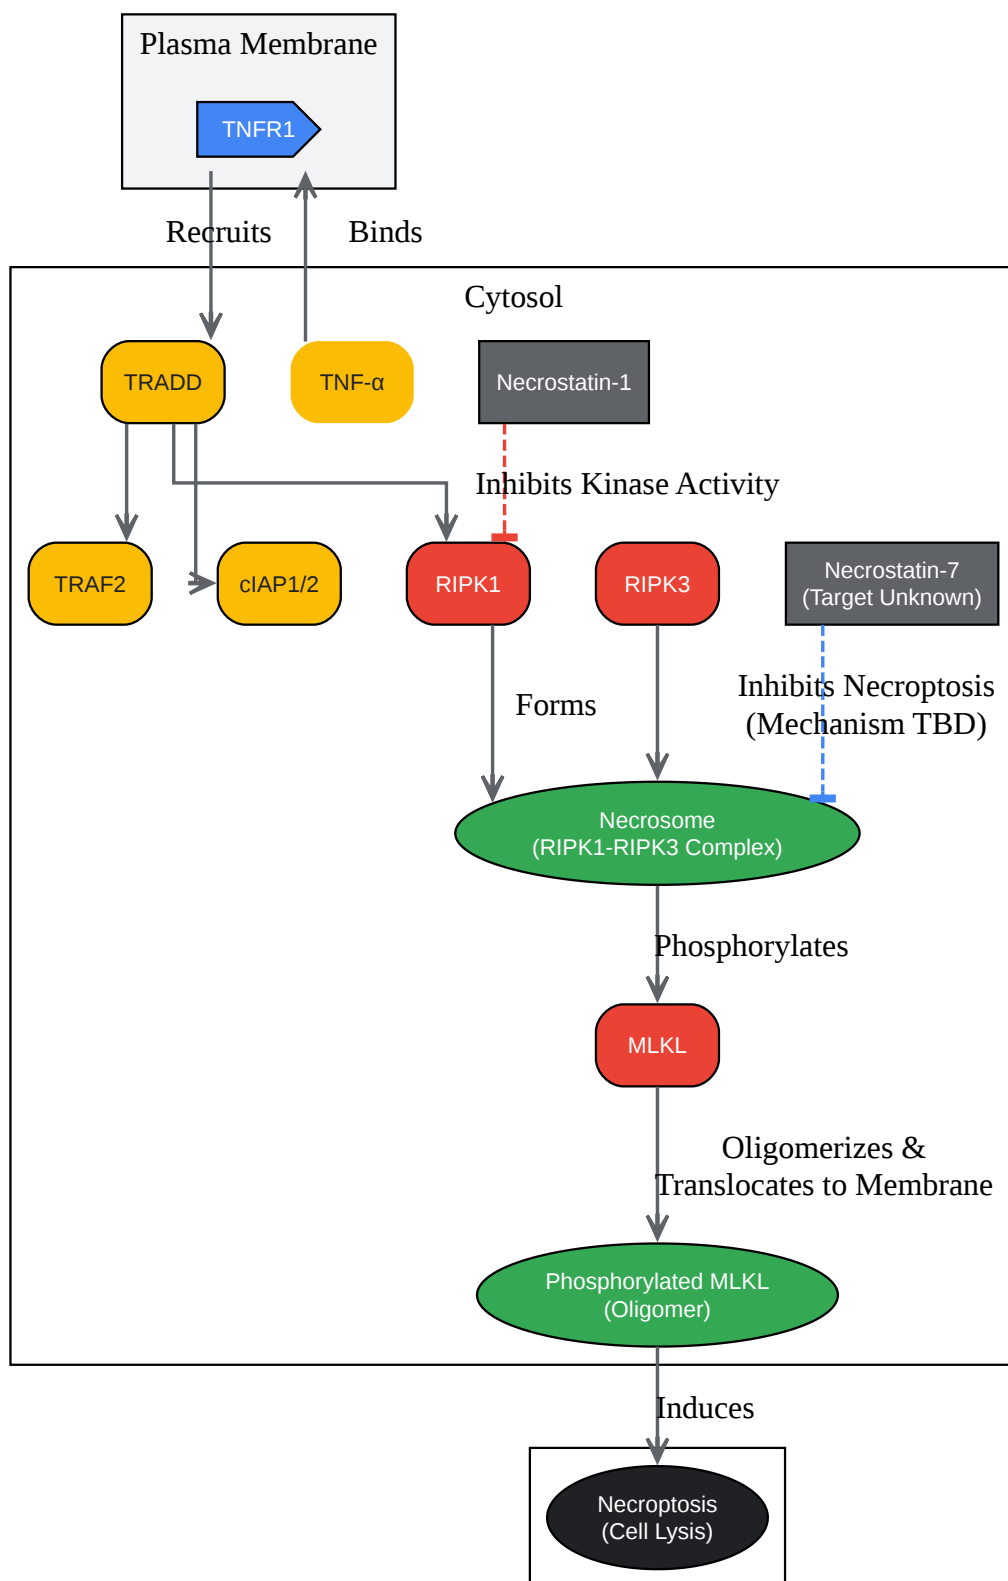 Plasma Membrane
TNFR1
Recruits
Binds
Cytosol
TRADD
TNF-α
Necrostatin-1
Inhibits Kinase Activity
TRAF2
cIAP1/2
RIPK1
RIPK3
Necrostatin-7
(Target Unknown)
Forms
Inhibits Necroptosis
(Mechanism TBD)
Necrosome
(RIPK1-RIPK3 Complex)
Phosphorylates
MLKL
Oligomerizes &
Translocates to Membrane
Phosphorylated MLKL
(Oligomer)
Induces
Necroptosis
(Cell Lysis)